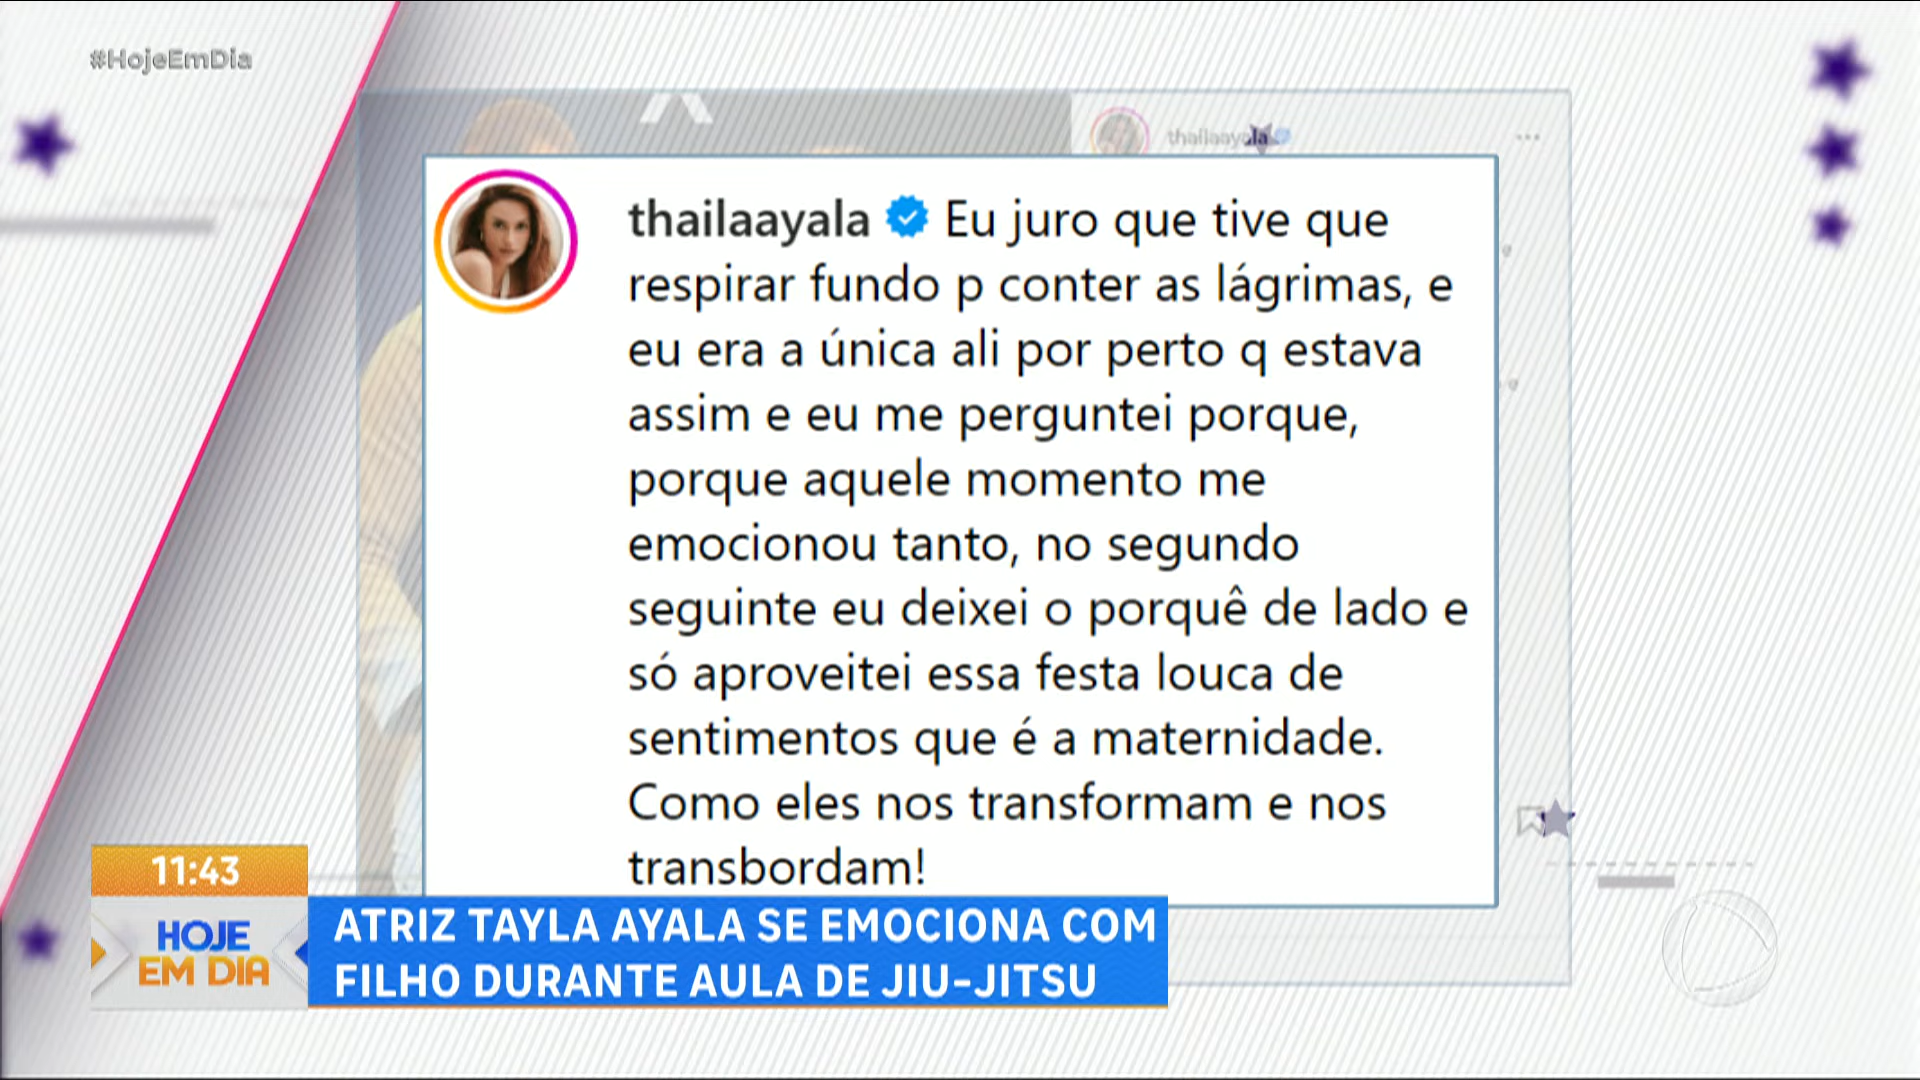 #HojeEmDia
thailaayala
thailaayala Eu juro que tive que
respirar fundo p conter as lágrimas, e
eu era a única ali por perto q estava
assim e eu me perguntei porque,
porque aquele momento me
emocionou tanto, no segundo
seguinte eu deixei o porquê de lado e
só aproveitei essa festa louca de
sentimentos que é a maternidade.
Como eles nos transformam e nos
transbordam!
11:43
HOJE
EM DIA
ATRIZ TAYLA AYALA SE EMOCIONA COM
FILHO DURANTE AULA DE JIU-JITSU